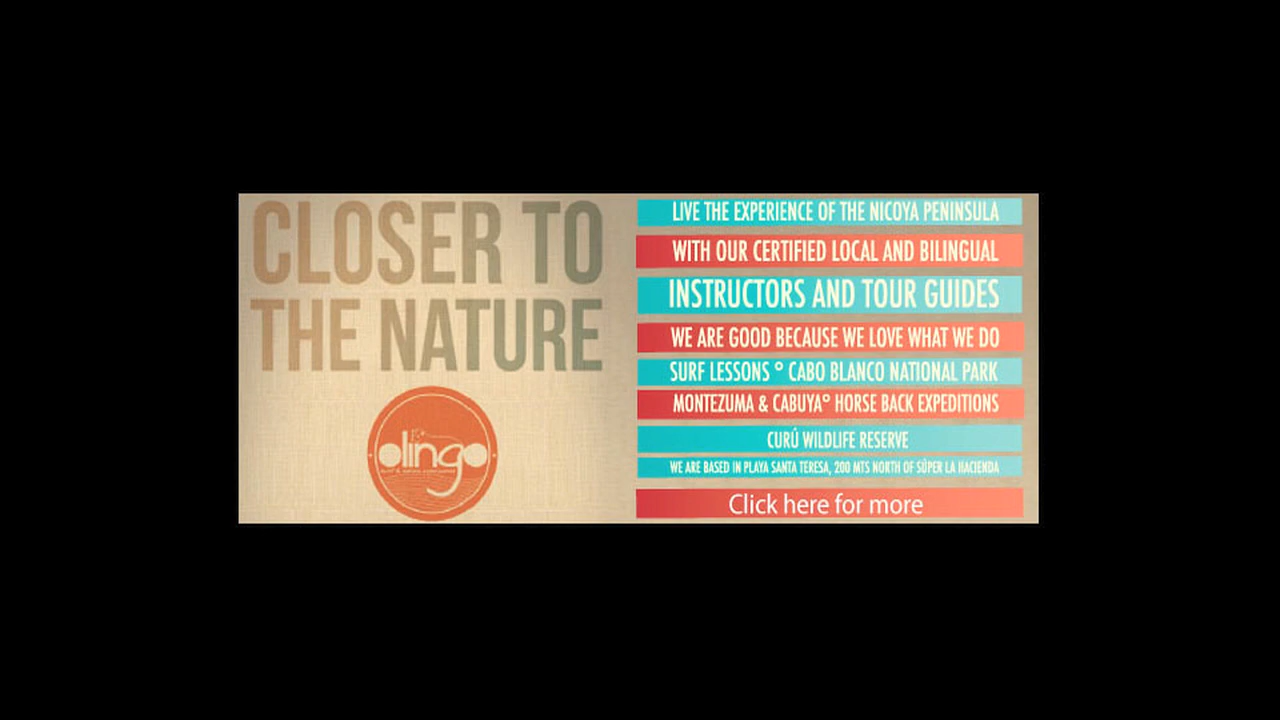 CLOSER TO
THE NATURE
olingo
LIVE THE EXPERIENCE OF THE NICOYA PENINSULA
WITH OUR CERTIFIED LOCAL AND BILINGUAL
INSTRUCTORS AND TOUR GUIDES
WE ARE GOOD BECAUSE WE LOVE WHAT WE DO
SURF LESSONS ° CABO BLANCO NATIONAL PARK
MONTEZUMA & CABUYA° HORSE BACK EXPEDITIONS
CURÚ WILDLIFE RESERVE
WE ARE BASED IN PLAYA SANTA TERESA, 200 MTS NORTH OF SÚPER LA HACIENDA
Click here for more